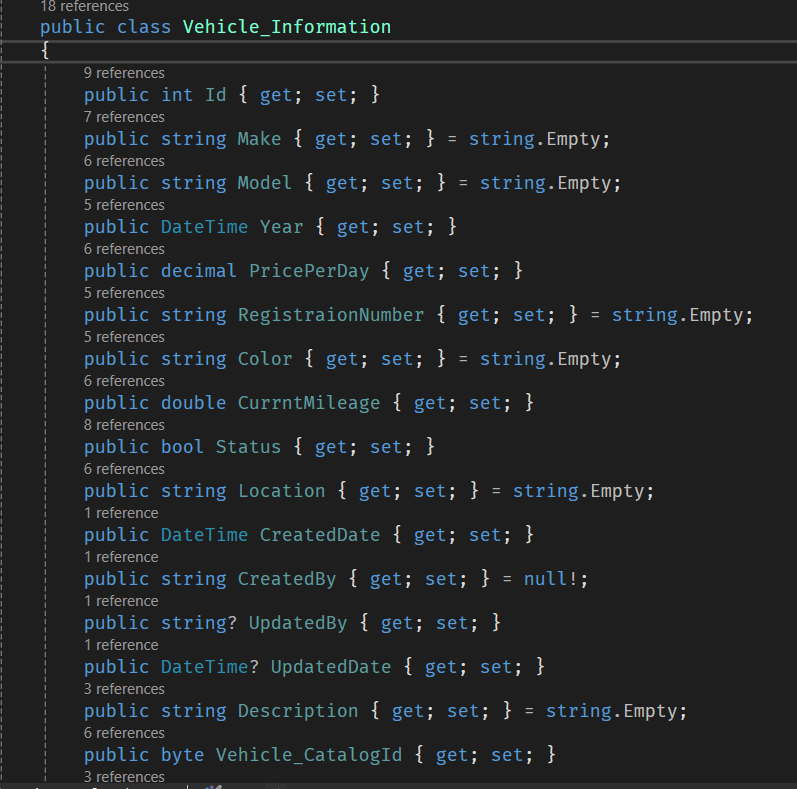 18 references
public class Vehicle_Information
{
9 references
public int Id { get; set; }
7 references
public string Make { get; set; } = string.Empty;
6 references
public string Model { get; set; } = string.Empty;
5 references
public DateTime Year { get; set; }
6 references
public decimal PricePerDay { get; set; }
5 references
public string RegistraionNumber { get; set; } = string.Empty;
5 references
public string Color { get; set; } = string.Empty;
6 references
public double CurrntMileage { get; set; }
8 references
public bool Status { get; set; }
6 references
public string Location { get; set; } = string.Empty;
1 reference
public DateTime CreatedDate { get; set; }
1 reference
public string CreatedBy { get; set; } = null!;
1 reference
public string? UpdatedBy { get; set; }
1 reference
public DateTime? UpdatedDate { get; set; }
3 references
public string Description { get; set; } = string.Empty;
6 references
public byte Vehicle_CatalogId { get; set; }
3 references